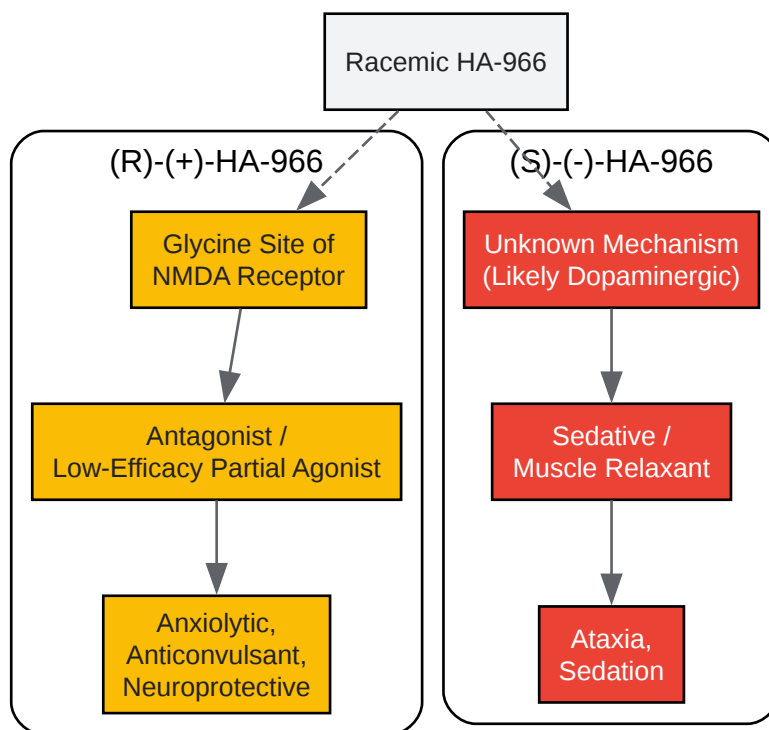 Racemic HA-966
(R)-(+)-HA-966
Glycine Site of
NMDA Receptor
Antagonist /
Low-Efficacy Partial Agonist
Anxiolytic,
Anticonvulsant,
Neuroprotective
(S)-(-)-HA-966
Unknown Mechanism
(Likely Dopaminergic)
Sedative /
Muscle Relaxant
Ataxia,
Sedation